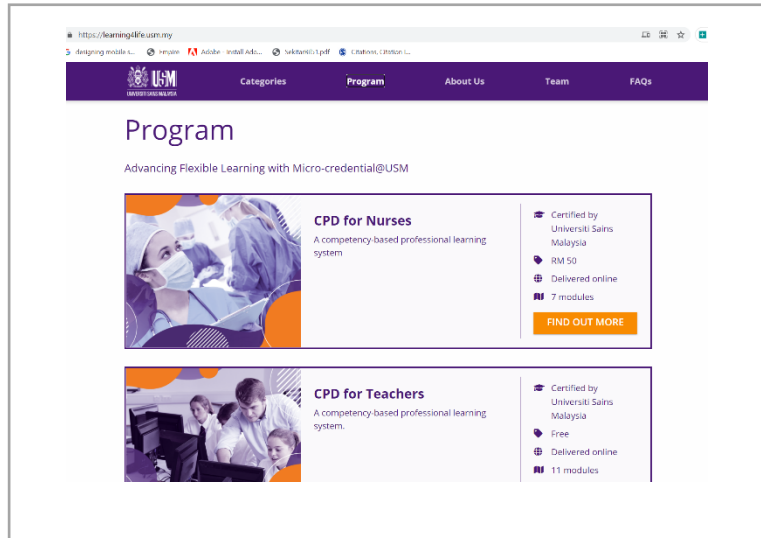 https://learning4life.usm.my
designing mobile s...
Empire
Adobe - Install Ado...
Citations, Citation I...
USM
UNIVERSITI SAINS MALAYSIA
Categories
Program
About Us
Team
FAQs
Program
Advancing Flexible Learning with Micro-credential@USM
CPD for Nurses
A competency-based professional learning
system
Certified by
Universiti Sains
Malaysia
RM 50
Delivered online
7 modules
FIND OUT MORE
CPD for Teachers
A competency-based professional learning
system.
Certified by
Universiti Sains
Malaysia
Free
Delivered online
11 modules